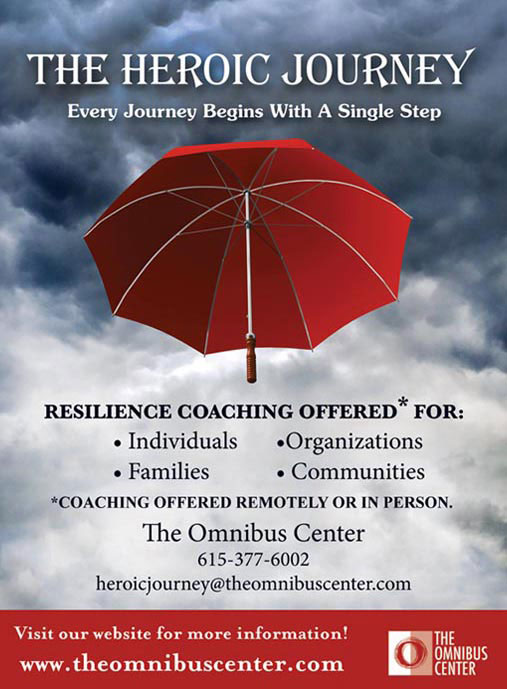 THE HEROIC JOURNEY
Every Journey Begins With A Single Step
RESILIENCE COACHING OFFERED* FOR:
• Individuals •Organizations
• Families • Communities
*COACHING OFFERED REMOTELY OR IN PERSON.
The Omnibus Center
615-377-6002
heroicjourney@theomnibuscenter.com
Visit our website for more information!
www.theomnibuscenter.com
THE
OMNIBUS
CENTER